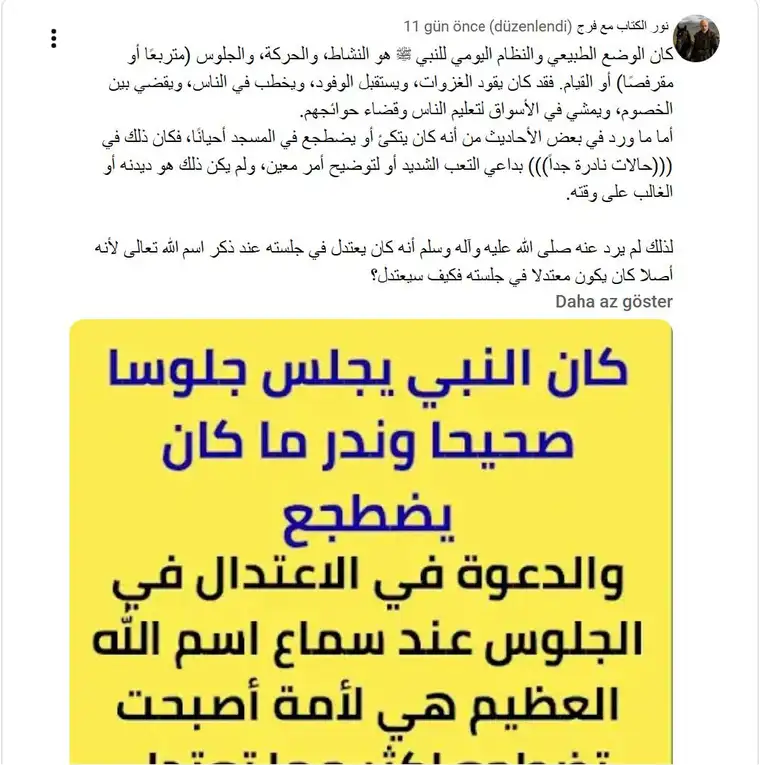 نور الكتاب مع فرج 11 gün önce (düzenlendi)
كان الوضع الطبيعي والنظام اليومي للنبي ﷺ هو النشاط، والحركة، والجلوس (متربعًا أو
مقرفصًا) أو القيام. فقد كان يقود الغزوات، ويستقبل الوفود، ويخطب في الناس، ويقضي بين
الخصوم، ويمشي في الأسواق لتعليم الناس وقضاء حوائجهم.
أما ما ورد في بعض الأحاديث من أنه كان يتكئ أو يضطجع في المسجد أحيانًا، فكان ذلك في
(((حالات نادرة جداً))) بداعي التعب الشديد أو لتوضيح أمر معين، ولم يكن ذلك هو ديدنه أو
الغالب على وقته.
لذلك لم يرد عنه صلى الله عليه وآله وسلم أنه كان يعتدل في جلسته عند ذكر اسم الله تعالى لأنه
أصلا كان يكون معتدلا في جلسته فكيف سيعتدل؟
Daha az göster
كان النبي يجلس جلوسا
صحيحا وندر ما كان
يضطجع
والدعوة في الاعتدال في
الجلوس عند سماع اسم الله
العظيم هي لأمة أصبحت
تضطجع اكثر مما تعتدل